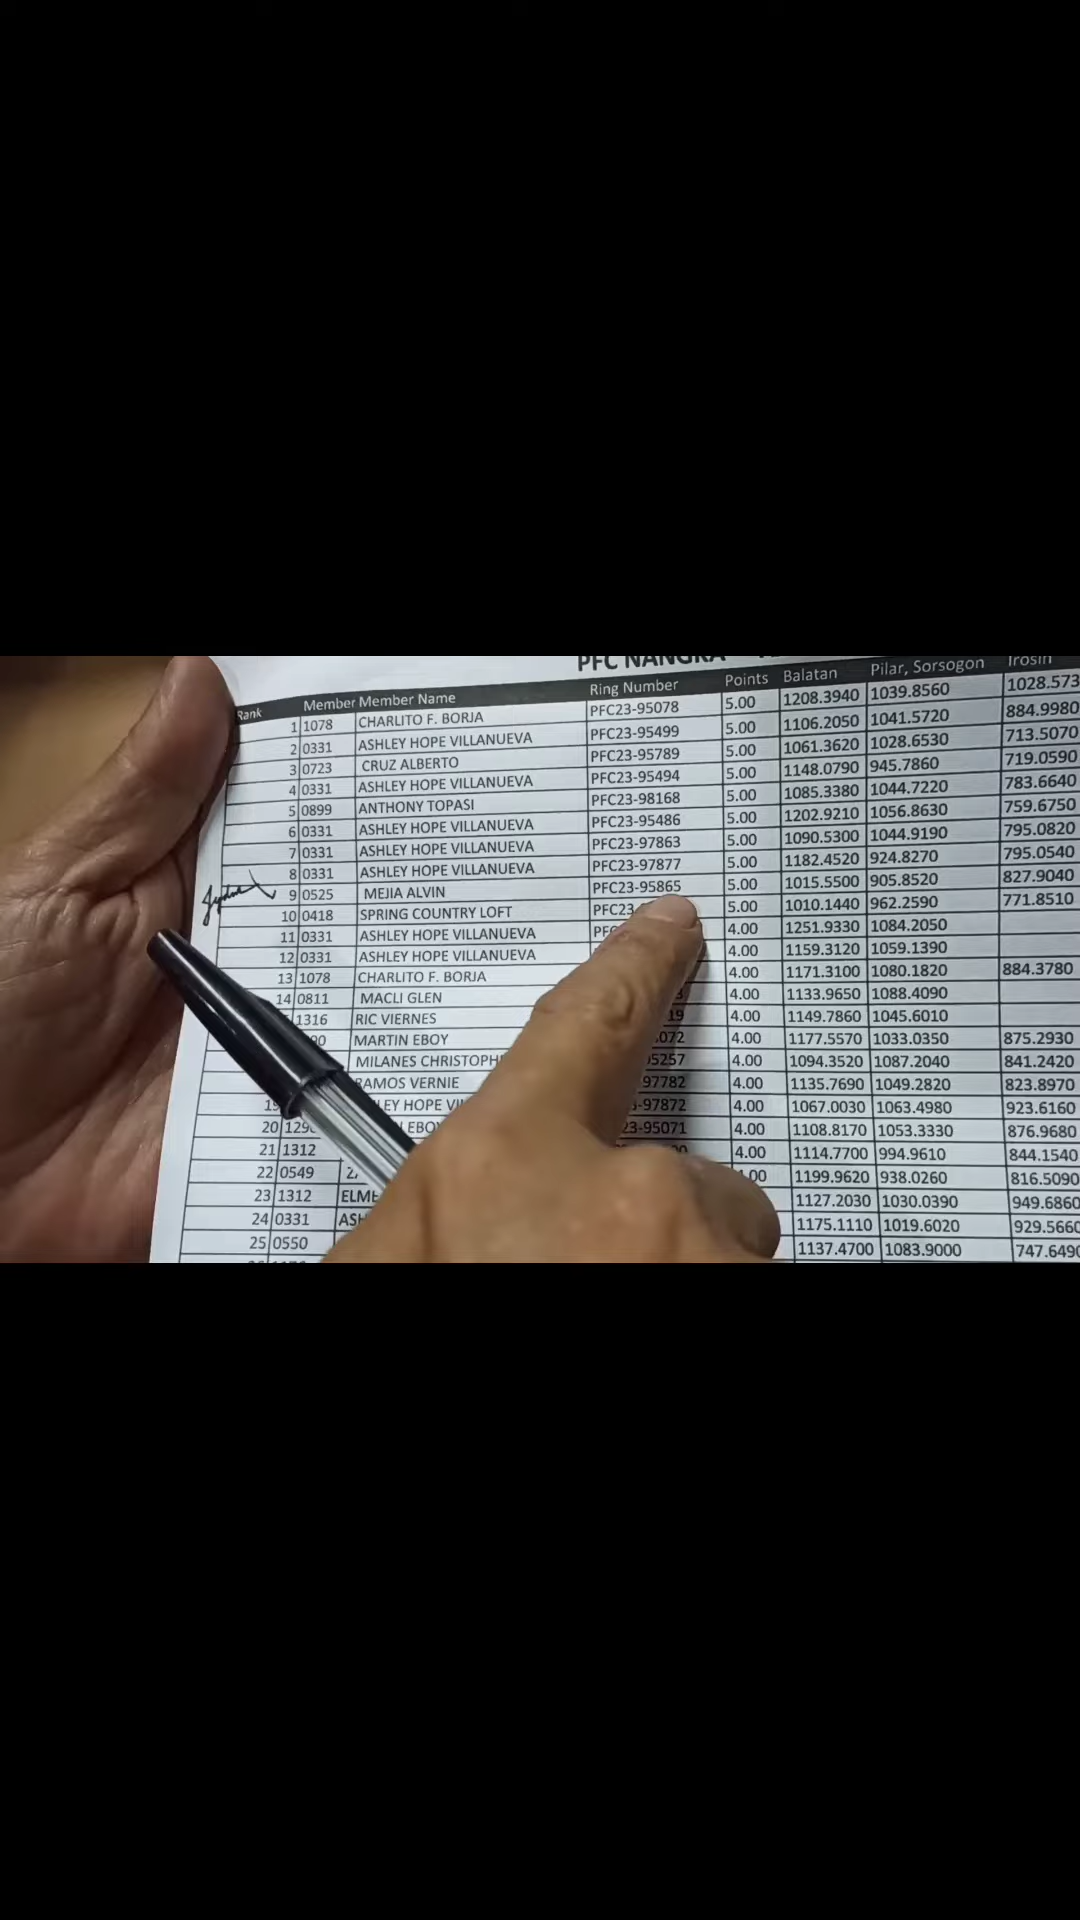 PFC NANGKA
Rank Member Member Name Ring Number Points Balatan Pilar, Sorsogon Irosin
1 1078 CHARLITO F. BORJA PFC23-95078 5.00 1208.3940 1039.8560 1028.573
2 0331 ASHLEY HOPE VILLANUEVA PFC23-95499 5.00 1106.2050 1041.5720 884.9980
3 0723 CRUZ ALBERTO PFC23-95789 5.00 1061.3620 1028.6530 713.5070
4 0331 ASHLEY HOPE VILLANUEVA PFC23-95494 5.00 1148.0790 945.7860 719.0590
5 0899 ANTHONY TOPASI PFC23-98168 5.00 1085.3380 1044.7220 783.6640
6 0331 ASHLEY HOPE VILLANUEVA PFC23-95486 5.00 1202.9210 1056.8630 759.6750
7 0331 ASHLEY HOPE VILLANUEVA PFC23-97863 5.00 1090.5300 1044.9190 795.0820
8 0331 ASHLEY HOPE VILLANUEVA PFC23-97877 5.00 1182.4520 924.8270 795.0540
9 0525 MEJIA ALVIN PFC23-95865 5.00 1015.5500 905.8520 827.9040
10 0418 SPRING COUNTRY LOFT PFC23- 5.00 1010.1440 962.2590 771.8510
11 0331 ASHLEY HOPE VILLANUEVA 4.00 1251.9330 1084.2050
12 0331 ASHLEY HOPE VILLANUEVA 4.00 1159.3120 1059.1390
13 1078 CHARLITO F. BORJA 4.00 1171.3100 1080.1820 884.3780
14 0811 MACLI GLEN 4.00 1133.9650 1088.4090
1316 RIC VIERNES 19 4.00 1149.7860 1045.6010
MARTIN EBOY 072 4.00 1177.5570 1033.0350 875.2930
MILANES CHRISTOPH 5257 4.00 1094.3520 1087.2040 841.2420
RAMOS VERNIE 97782 4.00 1135.7690 1049.2820 823.8970
19 LEY HOPE VI -97872 4.00 1067.0030 1063.4980 923.6160
20 129 EBOY 23-95071 4.00 1108.8170 1053.3330 876.9680
21 1312 4.00 1114.7700 994.9610 844.1540
22 0549 .00 1199.9620 938.0260 816.5090
23 1312 ELME 1127.2030 1030.0390 949.6860
24 0331 ASH 1175.1110 1019.6020 929.5660
25 0550 1137.4700 1083.9000 747.6490